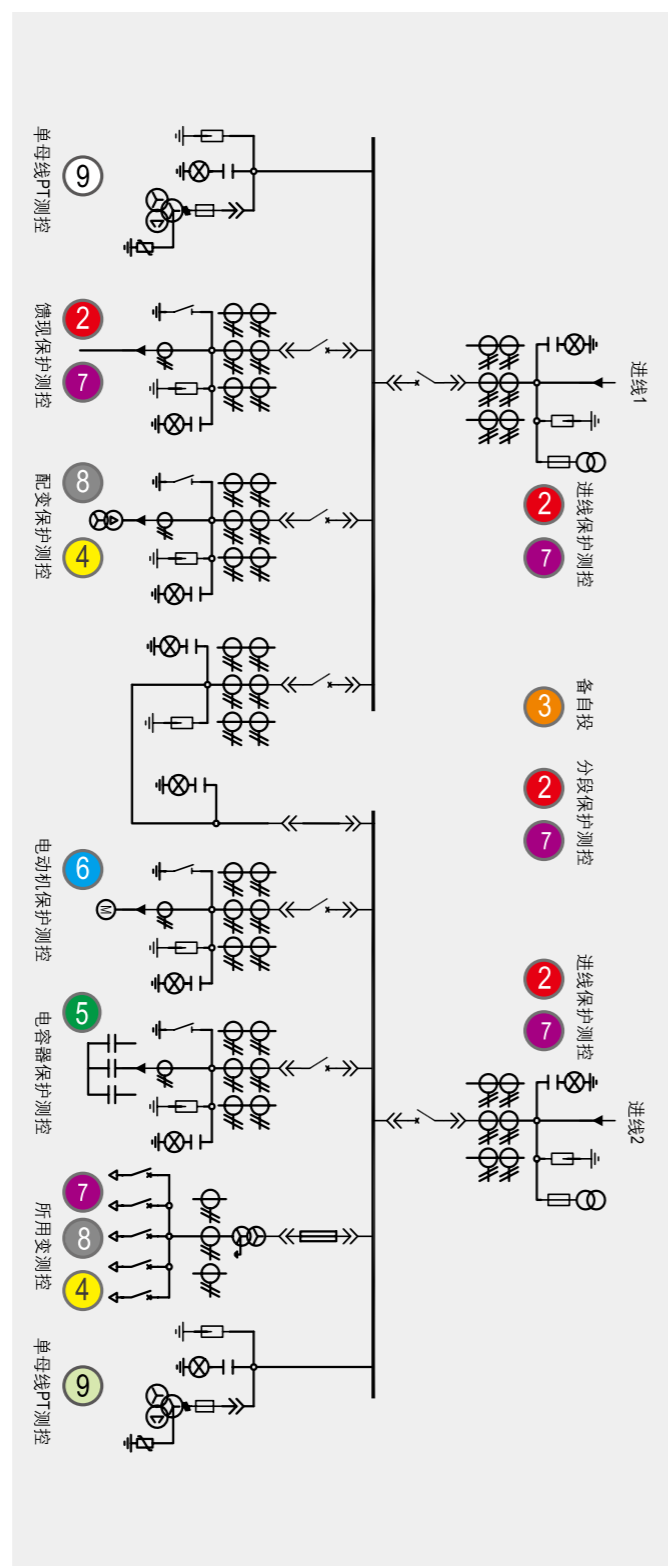 进线1
2
7
进线保护测控
3
备自投
2
7
分段保护测控
2
7
进线保护测控
进线2
9
单母线PT测控
2
7
馈现保护测控
8
4
配变保护测控
6
电动机保护测控
M
5
电容器保护测控
7
8
4
所用变测控
9
单母线PT测控